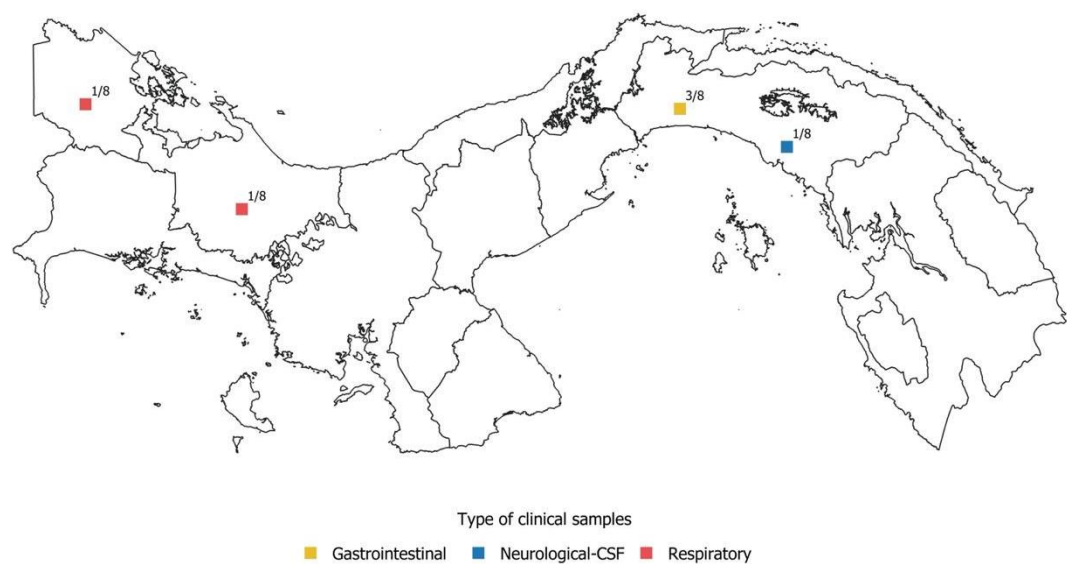 1/8
3/8
1/8
1/8
Type of clinical samples
Gastrointestinal Neurological-CSF Respiratory